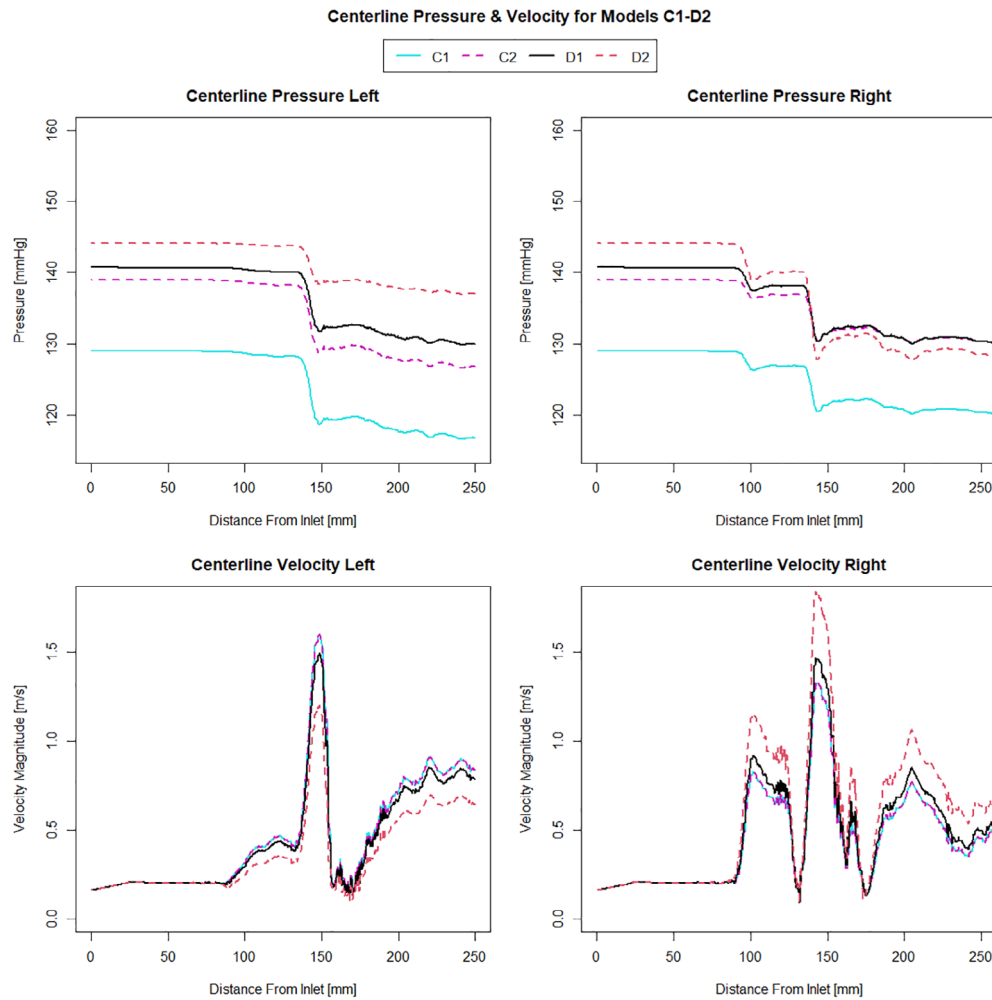 Centerline Pressure & Velocity for Models C1-D2
C1 C2 D1 D2
Centerline Pressure Left
Pressure [mmHg]
160
150
140
130
120
0 50 100 150 200 250
Distance From Inlet [mm]
Centerline Pressure Right
Pressure [mmHg]
160
150
140
130
120
0 50 100 150 200 250
Distance From Inlet [mm]
Centerline Velocity Left
Velocity Magnitude [m/s]
1.5
1.0
0.5
0.0
0 50 100 150 200 250
Distance From Inlet [mm]
Centerline Velocity Right
Velocity Magnitude [m/s]
1.5
1.0
0.5
0.0
0 50 100 150 200 250
Distance From Inlet [mm]